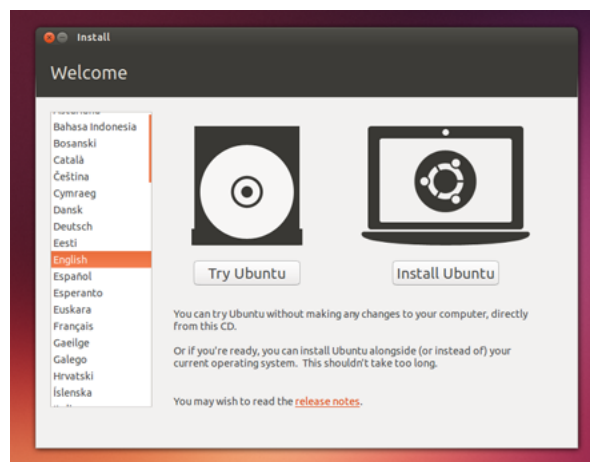 Install
Welcome
Bahasa Indonesia
Bosanski
Català
Čeština
Cymraeg
Dansk
Deutsch
Eesti
English
Español
Esperanto
Euskara
Français
Gaeilge
Galego
Hrvatski
Íslenska
Try Ubuntu
Install Ubuntu
You can try Ubuntu without making any changes to your computer, directly
from this CD.
Or if you're ready, you can install Ubuntu alongside (or instead of) your
current operating system. This shouldn't take too long.
You may wish to read the release notes.